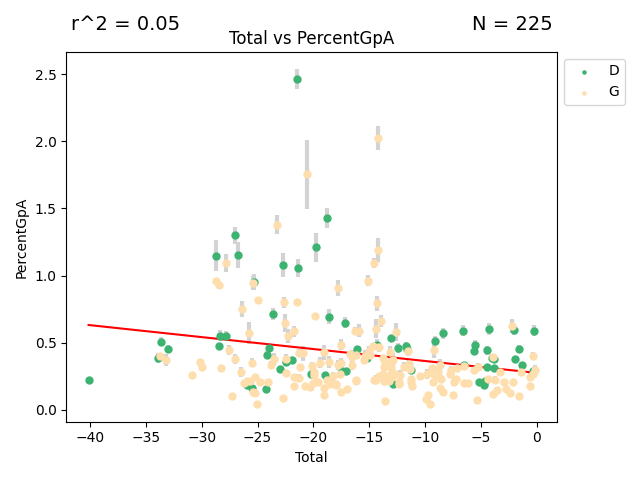 r^2 = 0.05 N = 225
Total vs PercentGpA
2.5
2.0
1.5
1.0
0.5
0.0
PercentGpA
−40 −35 −30 −25 −20 −15 −10 −5 0
Total
D
G